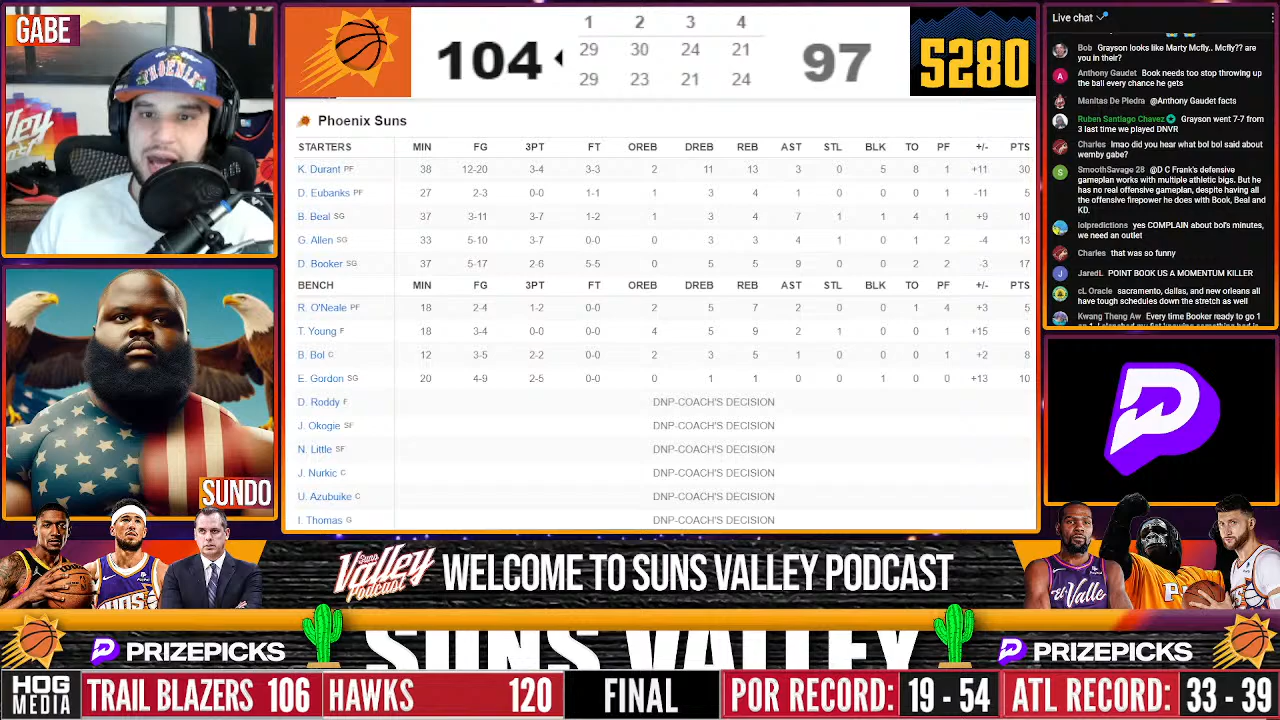 GABE
PHOENIX
Valley
SUNDO
104
97
1 2 3 4
29 30 24 21
29 23 21 24
5280
Phoenix Suns
STARTERS MIN FG 3PT FT OREB DREB REB AST STL BLK TO PF +/- PTS
K. Durant PF 38 12-20 3-4 3-3 2 11 13 3 0 5 8 1 +11 30
D. Eubanks PF 27 2-3 0-0 1-1 1 3 4 1 0 0 0 1 -11 5
B. Beal SG 37 3-11 3-7 1-2 1 3 4 7 1 1 4 1 +9 10
G. Allen SG 33 5-10 3-7 0-0 0 3 3 4 1 0 1 2 -4 13
D. Booker SG 37 5-17 2-6 5-5 0 5 5 9 0 0 2 2 -3 17
BENCH MIN FG 3PT FT OREB DREB REB AST STL BLK TO PF +/- PTS
R. O'Neale PF 18 2-4 1-2 0-0 2 5 7 2 0 0 1 4 +3 5
T. Young F 18 3-4 0-0 0-0 4 5 9 2 1 0 0 1 +15 6
B. Bol C 12 3-5 2-2 0-0 2 3 5 1 0 0 0 1 +2 8
E. Gordon SG 20 4-9 2-5 0-0 0 1 1 0 0 1 0 0 +13 10
D. Roddy F DNP-COACH'S DECISION
J. Okogie SF DNP-COACH'S DECISION
N. Little SF DNP-COACH'S DECISION
J. Nurkic C DNP-COACH'S DECISION
U. Azubuike C DNP-COACH'S DECISION
I. Thomas G DNP-COACH'S DECISION
Live chat
Bob Grayson looks like Marty Mcfly.. Mcfly?? are
you in their?
Anthony Gaudet Book needs too stop throwing up
the ball every chance he gets
Manitas De PIedra @Anthony Gaudet facts
Ruben Santiago Chavez Grayson went 7-7 from
3 last time we played DNVR
Charles lmao did you hear what bol bol said about
wemby gabe?
SmoothSavage 28 @D C Frank's defensive
gameplan works with multiple athletic bigs. But he
has no real offensive gameplan, despite having all
the offensive firepower he does with Book, Beal and
KD.
lolpredictions yes COMPLAIN about bol's minutes,
we need an outlet
Charles that was so funny
JaredL POINT BOOK US A MOMENTUM KILLER
cL Oracle sacramento, dallas, and new orleans all
have tough schedules down the stretch as well
Kwang Theng Aw Every time Booker ready to go 1
Suns Valley Podcast
WELCOME TO SUNS VALLEY PODCAST
SUNS
El Valle
PRIZEPICKS
SUNS VALLEY
PRIZEPICKS
HOG MEDIA
TRAIL BLAZERS 106
HAWKS 120
FINAL
POR RECORD: 19 - 54
ATL RECORD: 33 - 39